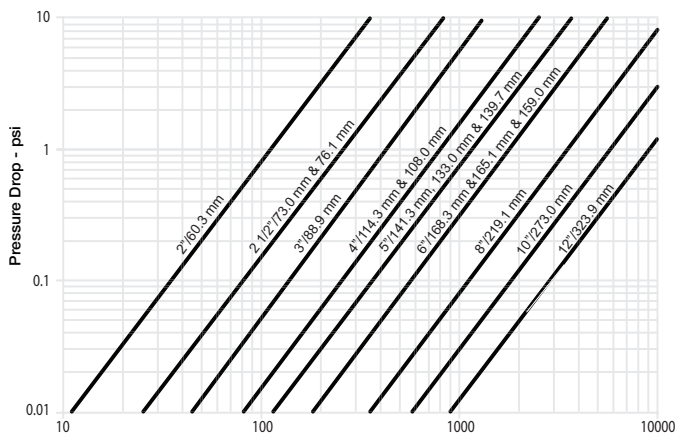 10
1
0.1
0.01
Pressure Drop - psi
2"/60.3 mm
2 1/2"/73.0 mm & 76.1 mm
3"/88.9 mm
4"/114.3 mm & 108.0 mm
5"/141.3 mm, 133.0 mm & 139.7 mm
6"/168.3 mm &165.1 mm & 159.0 mm
8"/219.1 mm
10"/273.0 mm
12"/323.9 mm
10
100
1000
10000